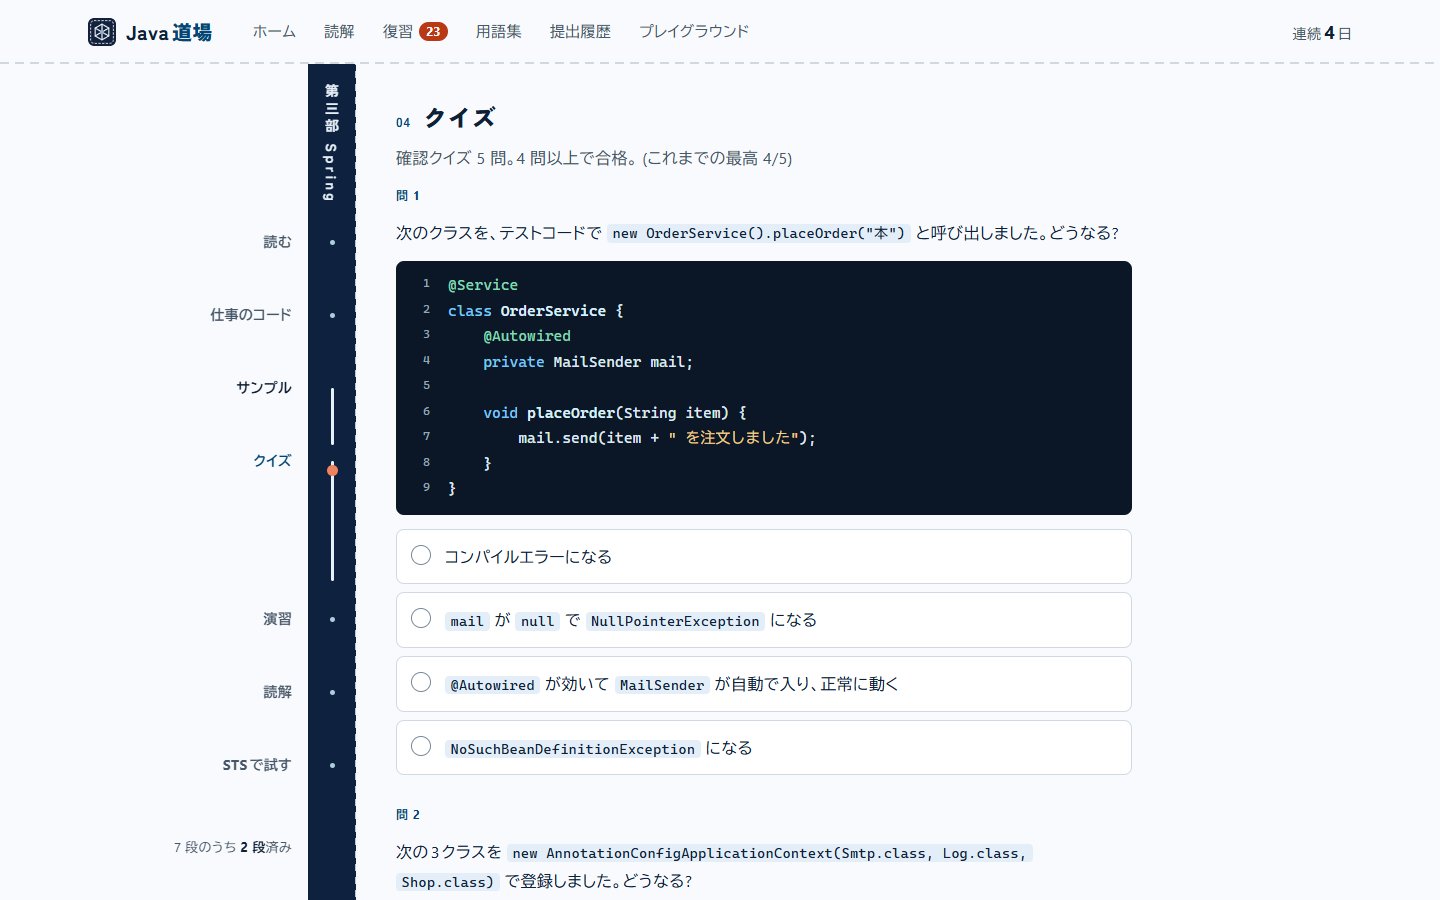 Java 道場
ホーム
読解
復習 23
用語集
提出履歴
プレイグラウンド
連続 4 日
第三部 Spring
読む
仕事のコード
サンプル
クイズ
演習
読解
STS で試す
7 段のうち 2 段済み
04 クイズ
確認クイズ 5 問。4 問以上で合格。 (これまでの最高 4/5)
問 1
次のクラスを、テストコードで new OrderService().placeOrder("本") と呼び出しました。どうなる?
1 @Service
2 class OrderService {
3 @Autowired
4 private MailSender mail;
5
6 void placeOrder(String item) {
7 mail.send(item + " を注文しました");
8 }
9 }
コンパイルエラーになる
mail が null で NullPointerException になる
@Autowired が効いて MailSender が自動で入り、正常に動く
NoSuchBeanDefinitionException になる
問 2
次の 3 クラスを new AnnotationConfigApplicationContext(Smtp.class, Log.class,
Shop.class) で登録しました。どうなる?